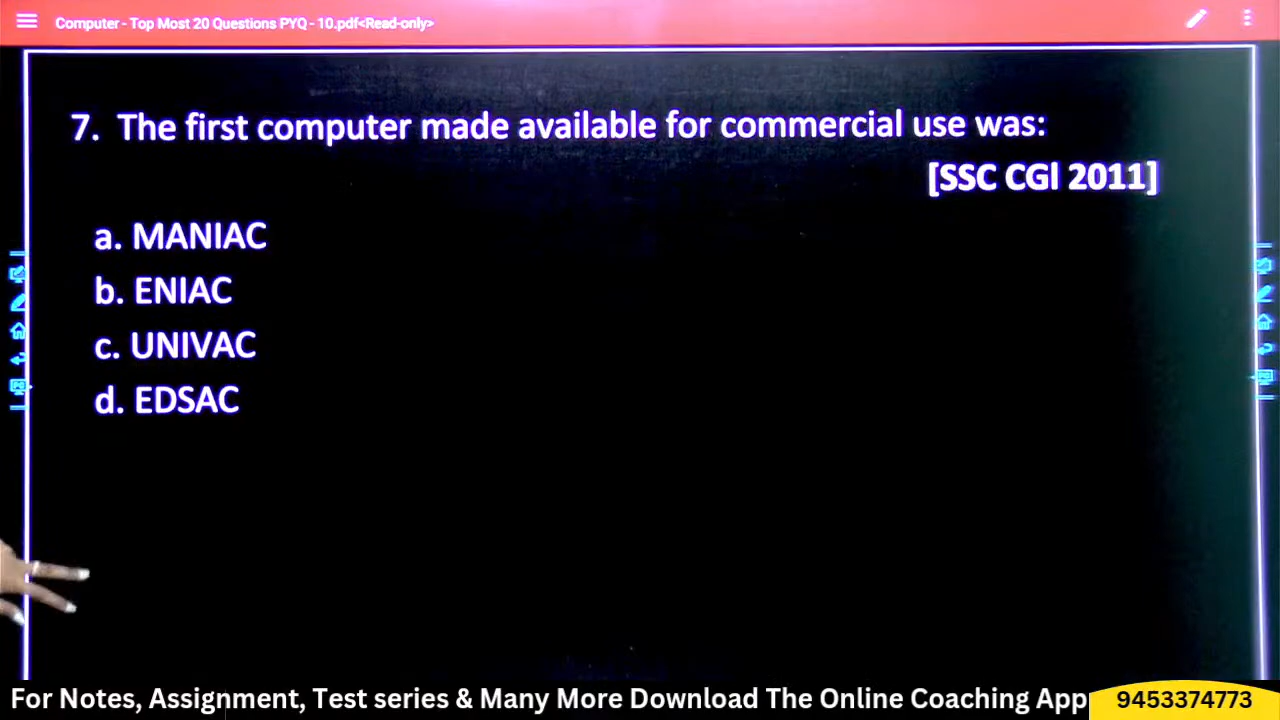 Computer - Top Most 20 Questions PYQ - 10.pdf<Read-only>
7. The first computer made available for commercial use was:
[SSC CGl 2011]
a. MANIAC
b. ENIAC
c. UNIVAC
d. EDSAC
For Notes, Assignment, Test series & Many More Download The Online Coaching App
9453374773